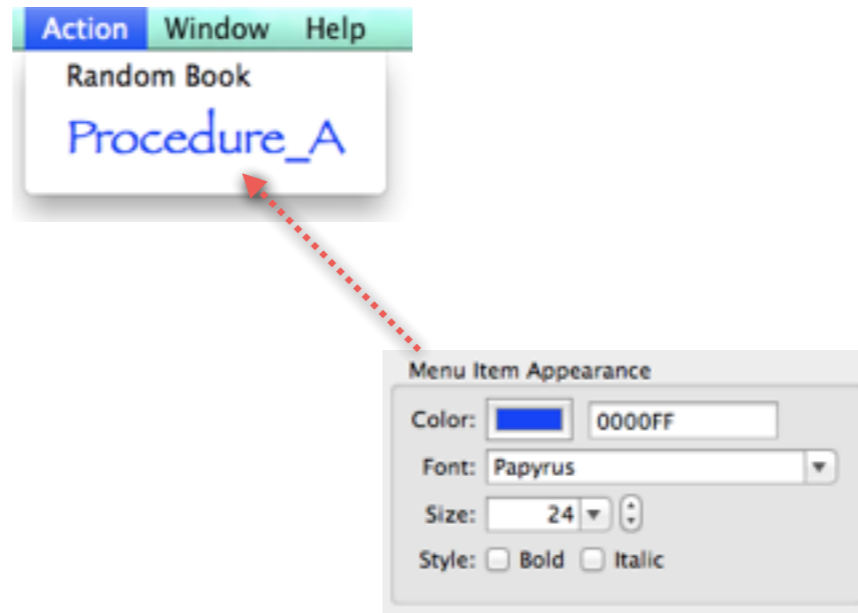 Action Window Help
Random Book
Procedure_A
Menu Item Appearance
Color: 0000FF
Font: Papyrus
Size: 24
Style: Bold Italic